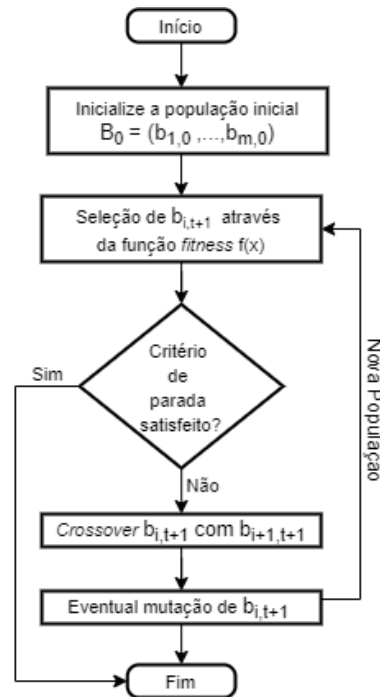 Início
Inicialize a população inicial
B₀ = (b₁,₀ ,...,bₘ,₀)
Seleção de bᵢ,ₜ₊₁ através
da função fitness f(x)
Critério
de
parada
satisfeito?
Sim
Não
Nova População
Crossover bᵢ,ₜ₊₁ com bᵢ₊₁,ₜ₊₁
Eventual mutação de bᵢ,ₜ₊₁
Fim